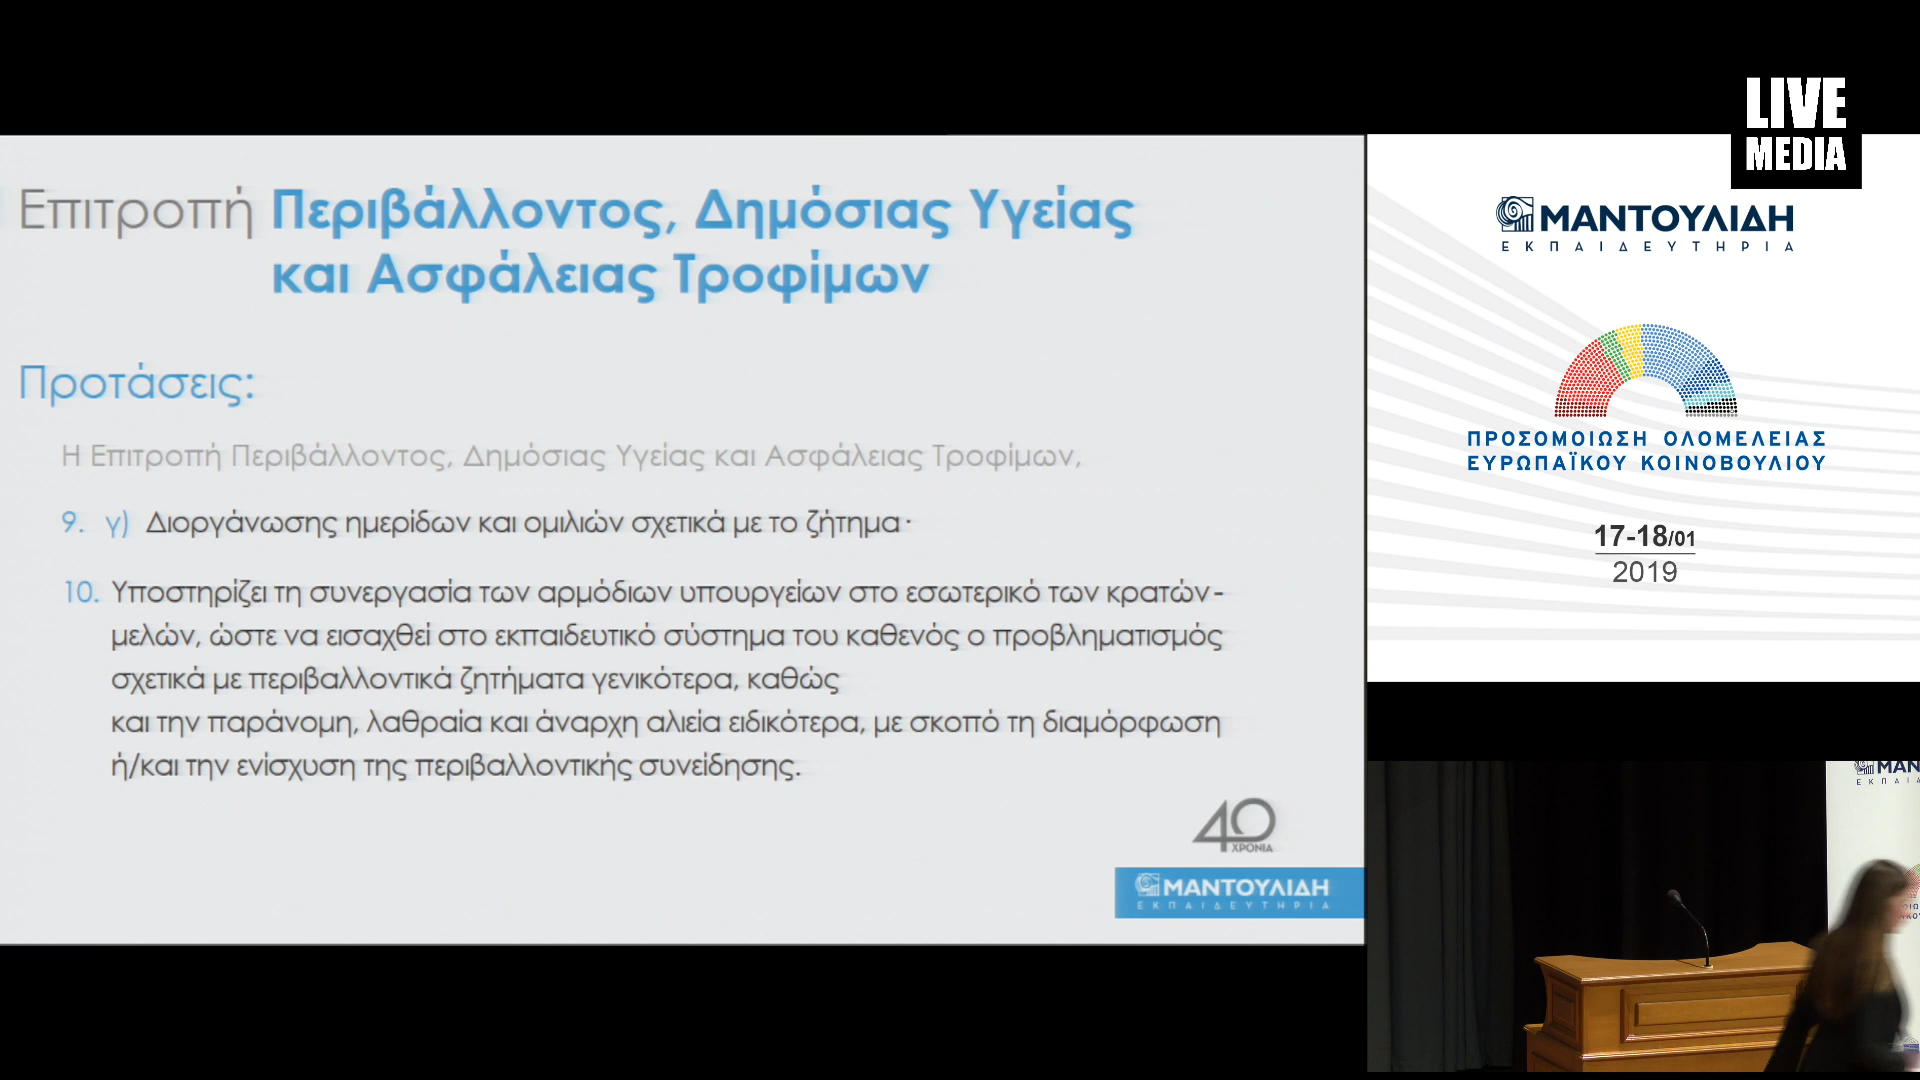 Επιτροπή Περιβάλλοντος, Δημόσιας Υγείας
και Ασφάλειας Τροφίμων
Προτάσεις:
Η Επιτροπή Περιβάλλοντος, Δημόσιας Υγείας και Ασφάλειας Τροφίμων,
9. γ) Διοργάνωσης ημερίδων και ομιλιών σχετικά με το ζήτημα·
10. Υποστηρίζει τη συνεργασία των αρμόδιων υπουργείων στο εσωτερικό των κρατών-
μελών, ώστε να εισαχθεί στο εκπαιδευτικό σύστημα του καθενός ο προβληματισμός
σχετικά με περιβαλλοντικά ζητήματα γενικότερα, καθώς
και την παράνομη, λαθραία και άναρχη αλιεία ειδικότερα, με σκοπό τη διαμόρφωση
ή/και την ενίσχυση της περιβαλλοντικής συνείδησης.
40
ΧΡΟΝΙΑ
ΜΑΝΤΟΥΛΙΔΗ
ΕΚΠΑΙΔΕΥΤΗΡΙΑ
LIVE
MEDIA
ΜΑΝΤΟΥΛΙΔΗ
ΕΚΠΑΙΔΕΥΤΗΡΙΑ
ΠΡΟΣΟΜΟΙΩΣΗ ΟΛΟΜΕΛΕΙΑΣ
ΕΥΡΩΠΑΪΚΟΥ ΚΟΙΝΟΒΟΥΛΙΟΥ
17-18/01
2019